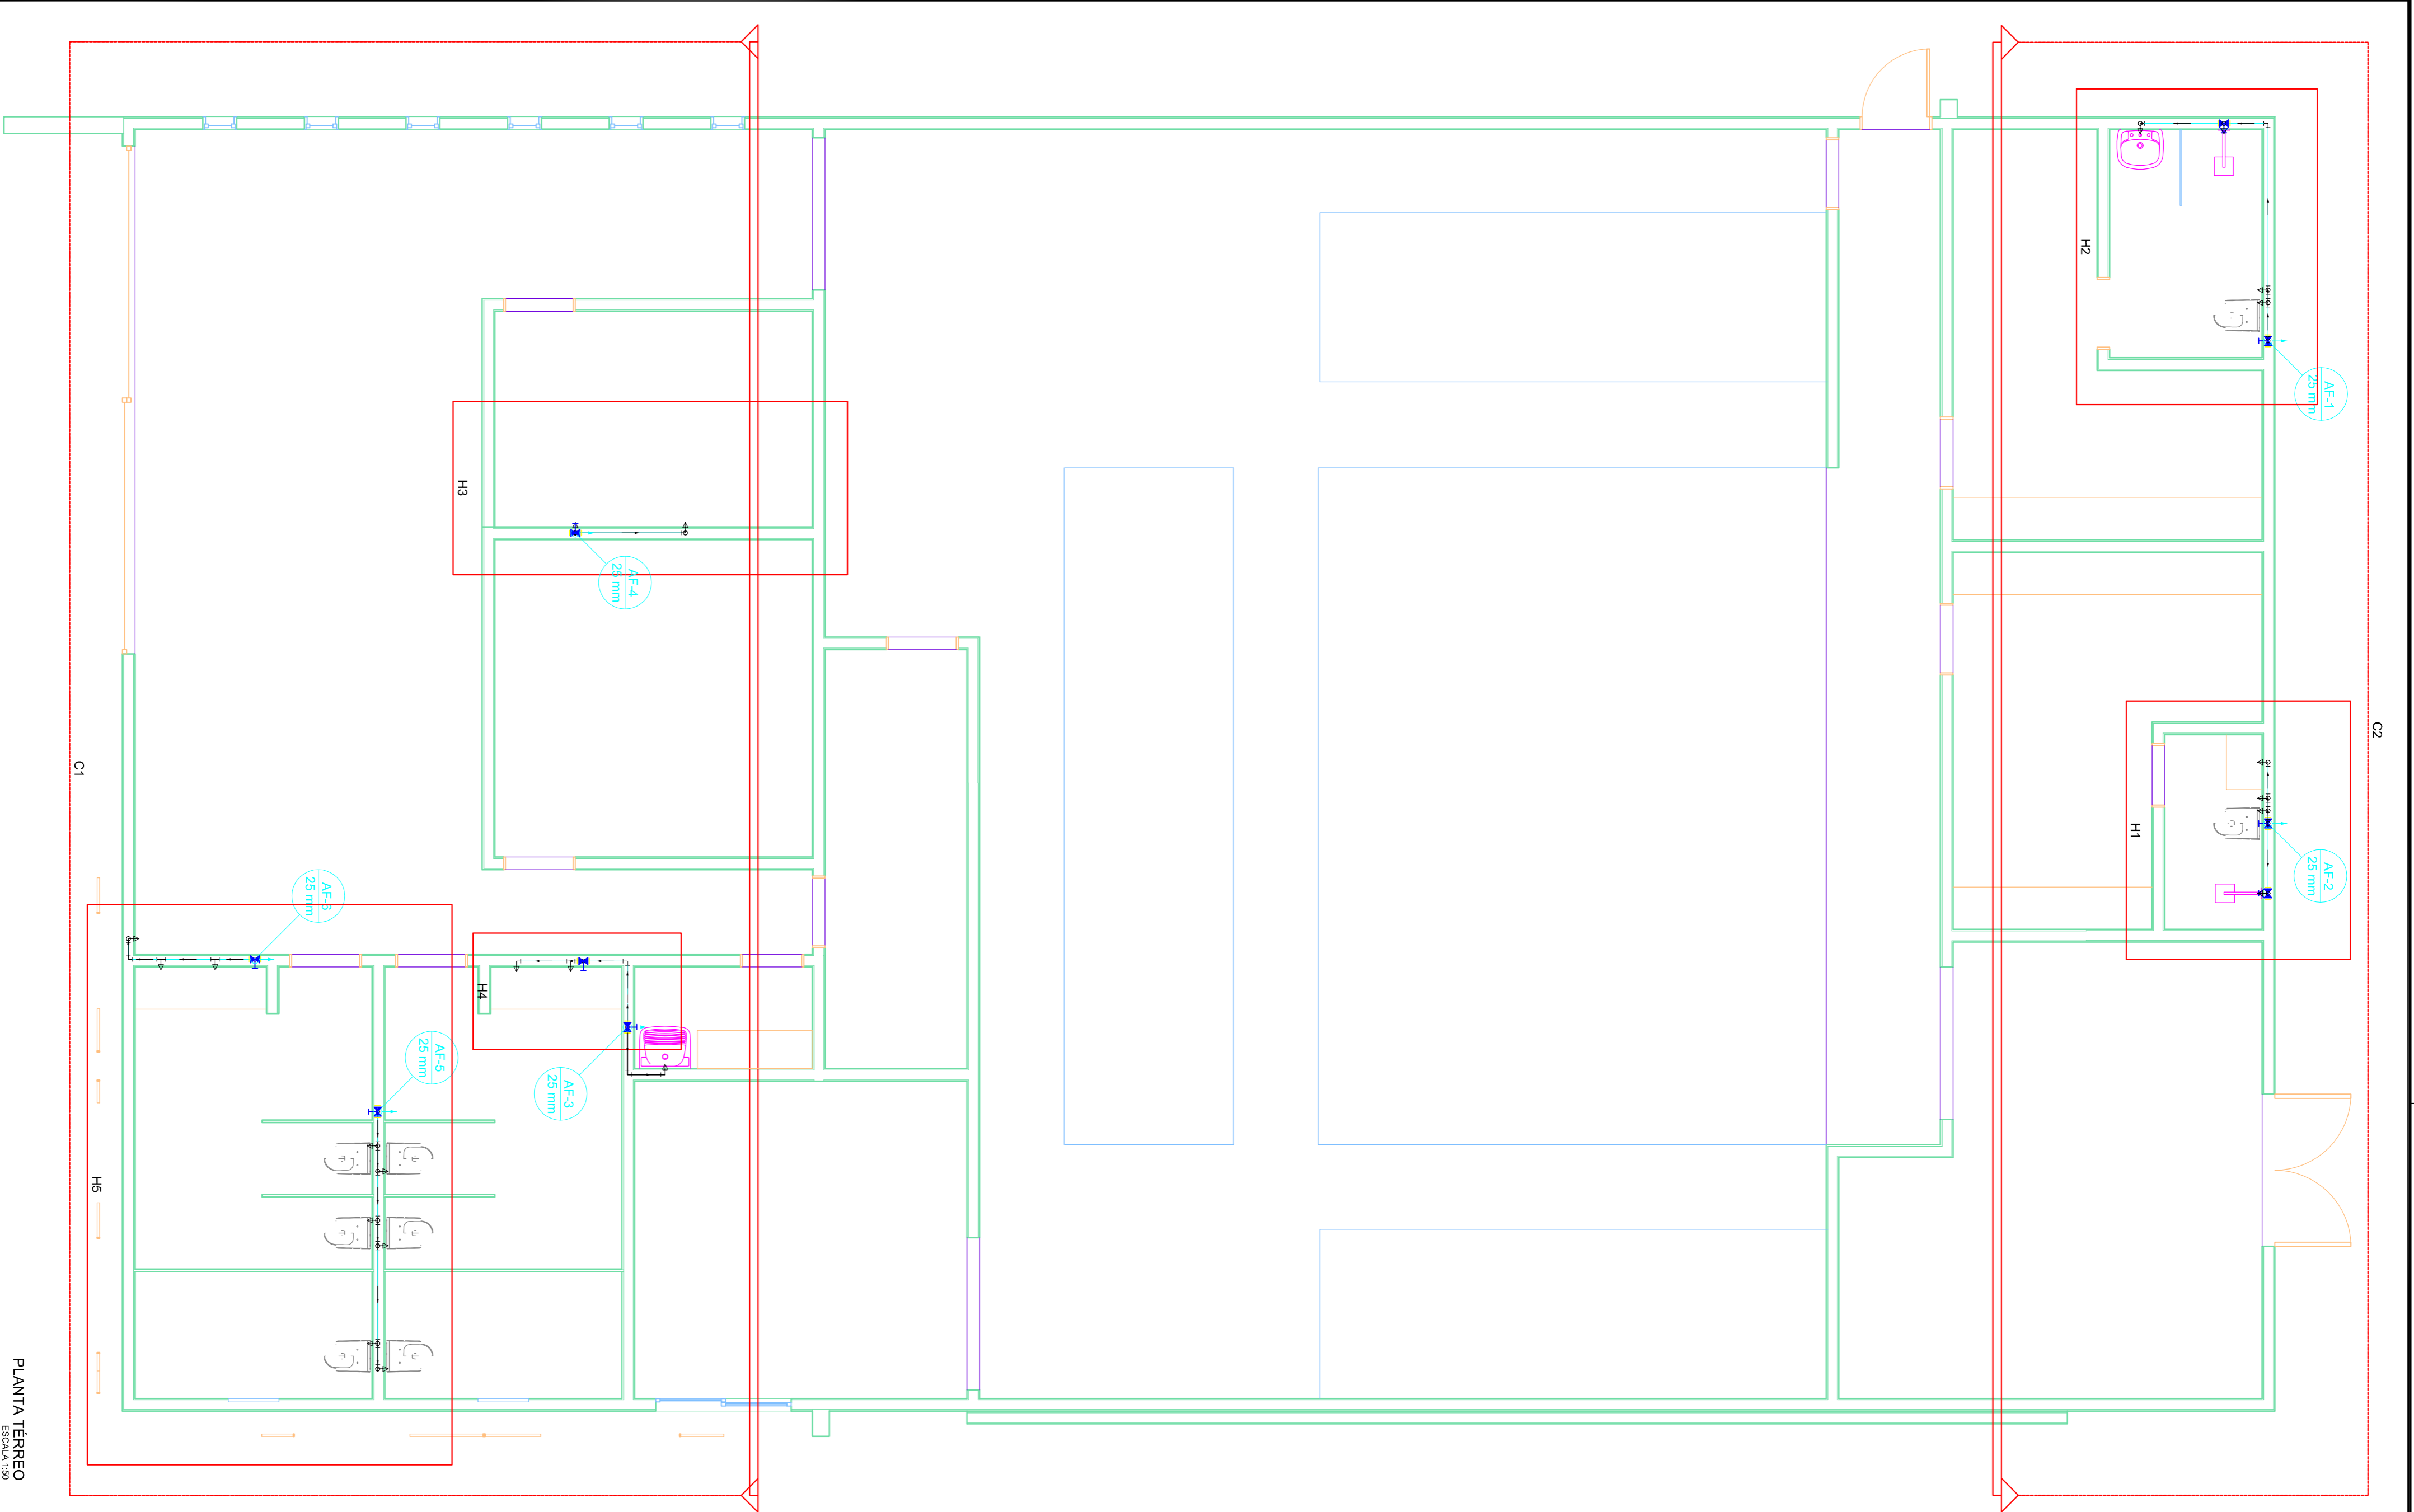 C2
H2
AF-1
25 mm
H1
AF-2
25 mm
H3
AF-4
25 mm
C1
AF-6
25 mm
H4
AF-5
25 mm
AF-3
25 mm
H5
PLANTA TÉRREO
ESCALA 1:50